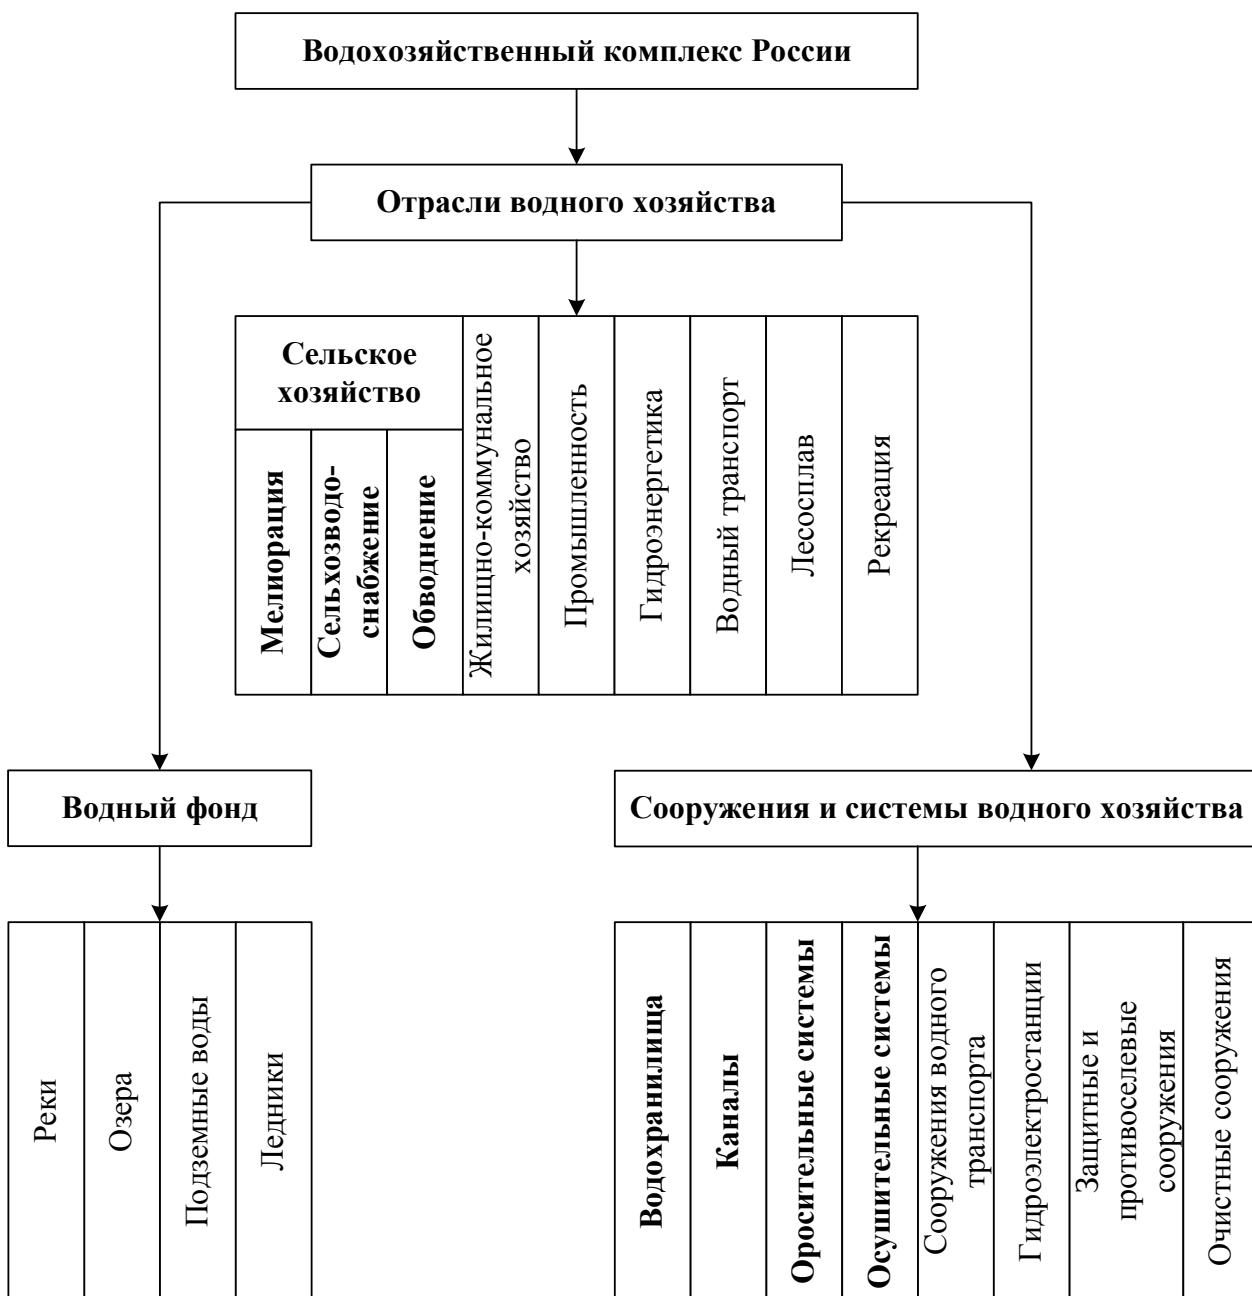 Водохозяйственный комплекс России
Отрасли водного хозяйства
Сельское
хозяйство
Мелиорация
Сельхозводо-
снабжение
Обводнение
Жилищно-коммунальное
хозяйство
Промышленность
Гидроэнергетика
Водный транспорт
Лесосплав
Рекреация
Водный фонд
Сооружения и системы водного хозяйства
Реки
Озера
Подземные воды
Ледники
Водохранилища
Каналы
Оросительные системы
Осушительные системы
Сооружения водного
транспорта
Гидроэлектростанции
Защитные и
противоселевые
сооружения
Очистные сооружения